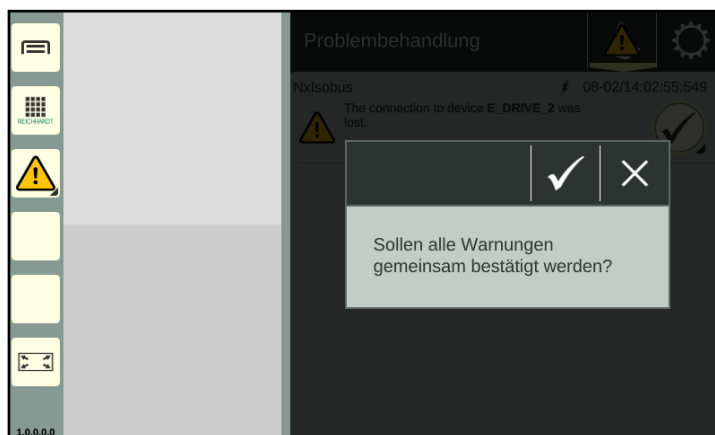 Problembehandlung
NxIsobus
08-02/14:02:55:549
The connection to device E_DRIVE_2 was
lost.
REICHHARDT
Sollen alle Warnungen
gemeinsam bestätigt werden?
1.0.0.0.0